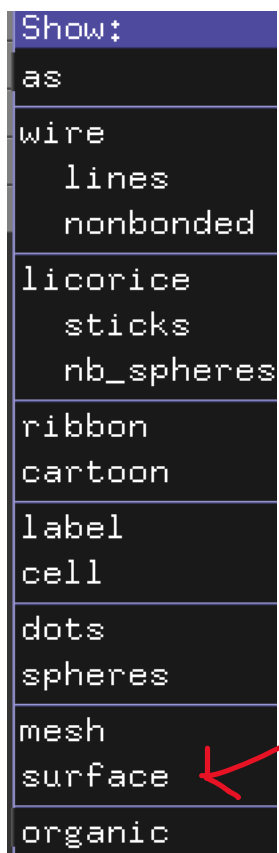 Show:
as
wire
lines
nonbonded
licorice
sticks
nb_spheres
ribbon
cartoon
label
cell
dots
spheres
mesh
surface
organic